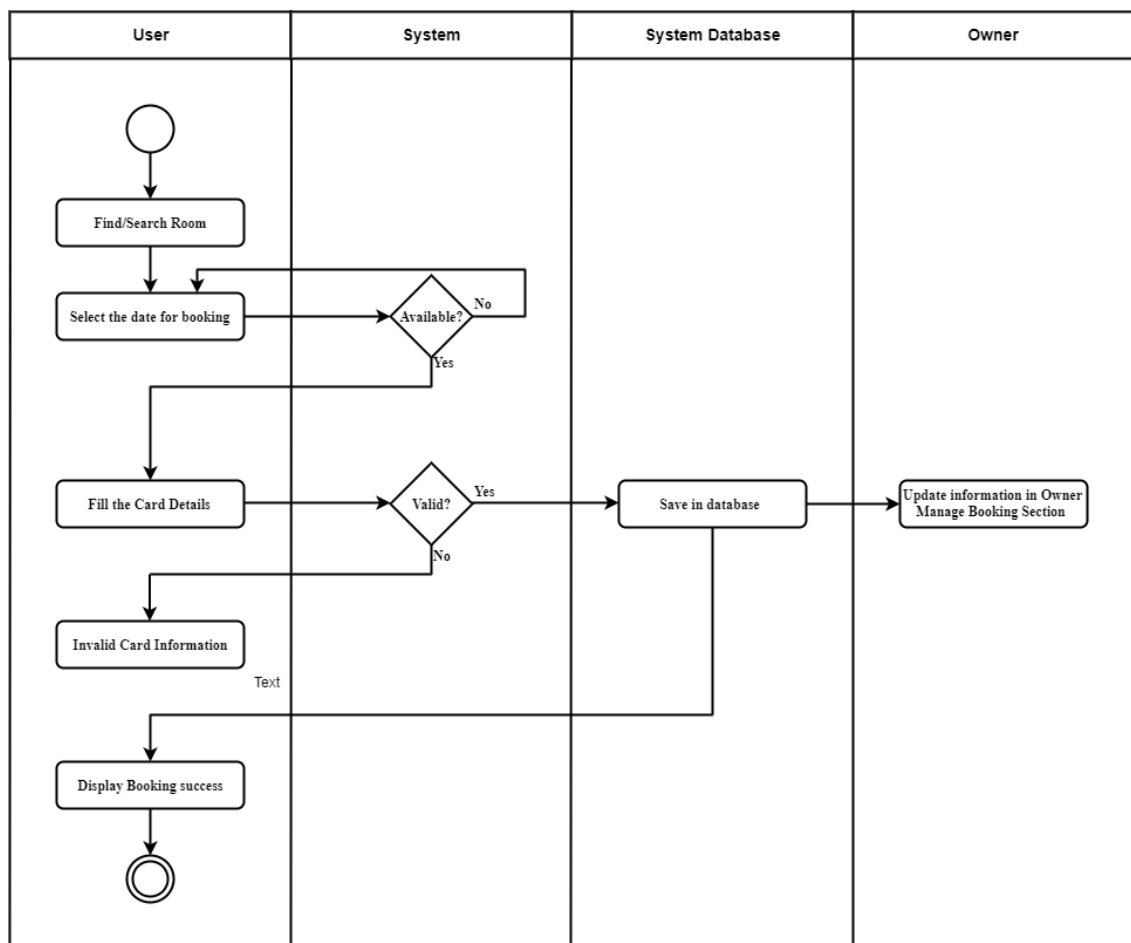 User
System
System Database
Owner
Find/Search Room
Select the date for booking
Available?
No
Yes
Fill the Card Details
Valid?
Yes
Save in database
Update information in Owner
Manage Booking Section
No
Invalid Card Information
Text
Display Booking success